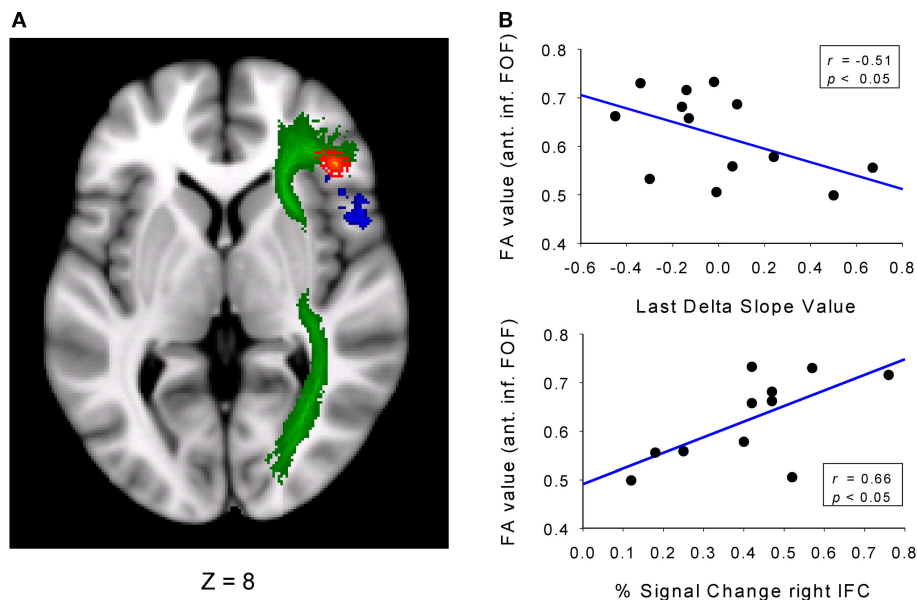 A
Z = 8
B
FA value (ant. inf. FOF)
0.8
0.7
0.6
0.5
0.4
r = -0.51
p < 0.05
-0.6 -0.4 -0.2 0.0 0.2 0.4 0.6 0.8
Last Delta Slope Value
FA value (ant. inf. FOF)
0.8
0.7
0.6
0.5
0.4
r = 0.66
p < 0.05
0.0 0.1 0.2 0.3 0.4 0.5 0.6 0.7 0.8
% Signal Change right IFC